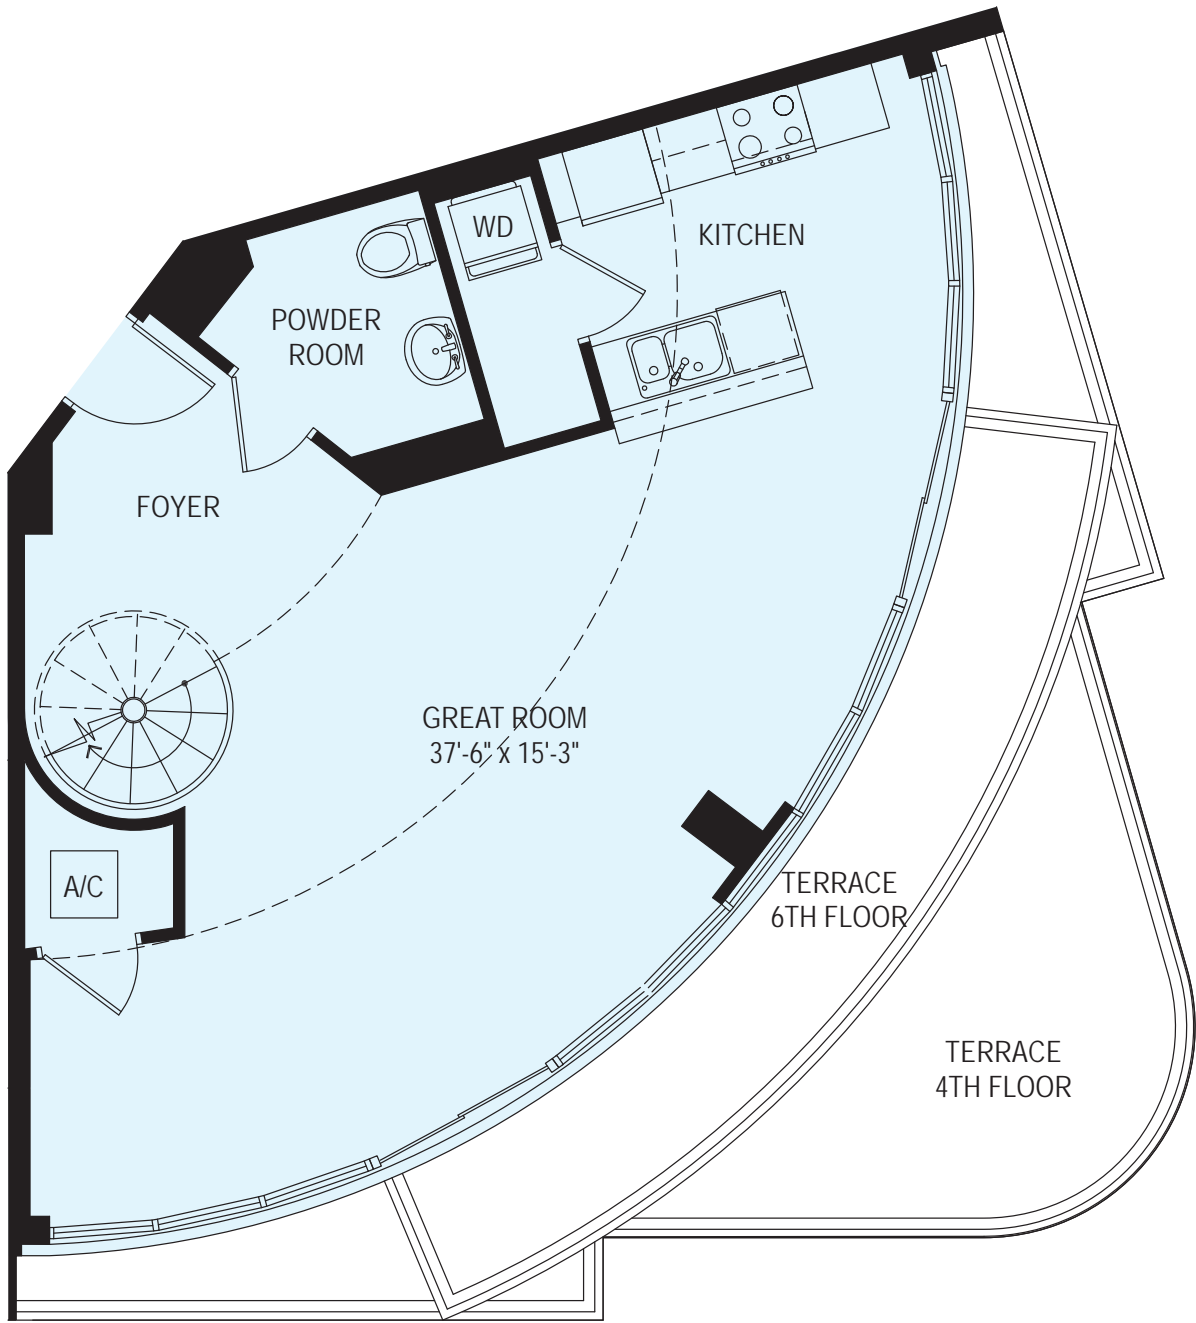 WD
KITCHEN
POWDER
ROOM
FOYER
GREAT ROOM
37'-6" X 15'-3"
A/C
TERRACE
6TH FLOOR
TERRACE
4TH FLOOR